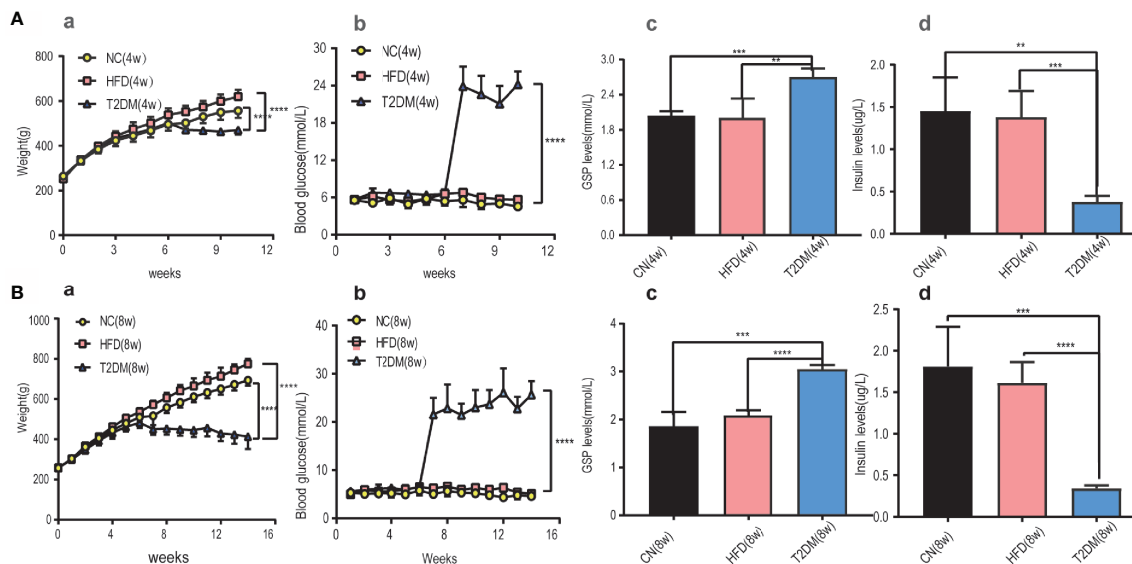 A
a
NC(4w)
HFD(4w)
T2DM(4w)
****
****
Weight(g)
800
600
400
200
0
0
3
6
9
12
weeks
b
NC(4w)
HFD(4w)
T2DM(4w)
****
Blood glucose(mmol/L)
30
24
18
12
6
0
0
3
6
9
12
weeks
c
***
**
GSP levels(mmol/L)
3.0
2.0
1.0
0.0
CN(4w)
HFD(4w)
T2DM(4w)
d
**
***
Insulin levels(ug/L)
2.0
1.5
1.0
0.5
0.0
CN(4w)
HFD(4w)
T2DM(4w)
B
a
NC(8w)
HFD(8w)
T2DM(8w)
****
****
Weight(g)
1000
800
600
400
200
0
0
4
8
12
16
weeks
b
NC(8w)
HFD(8w)
T2DM(8w)
****
Blood glucose(mmol/L)
40
30
20
10
0
0
4
8
12
16
Weeks
c
***
****
GSP levels(mmol/L)
4
3
2
1
0
CN(8w)
HFD(8w)
T2DM(8w)
d
***
****
Insulin levels(ug/L)
2.5
2.0
1.5
1.0
0.5
0.0
CN(8w)
HFD(8w)
T2DM(8w)